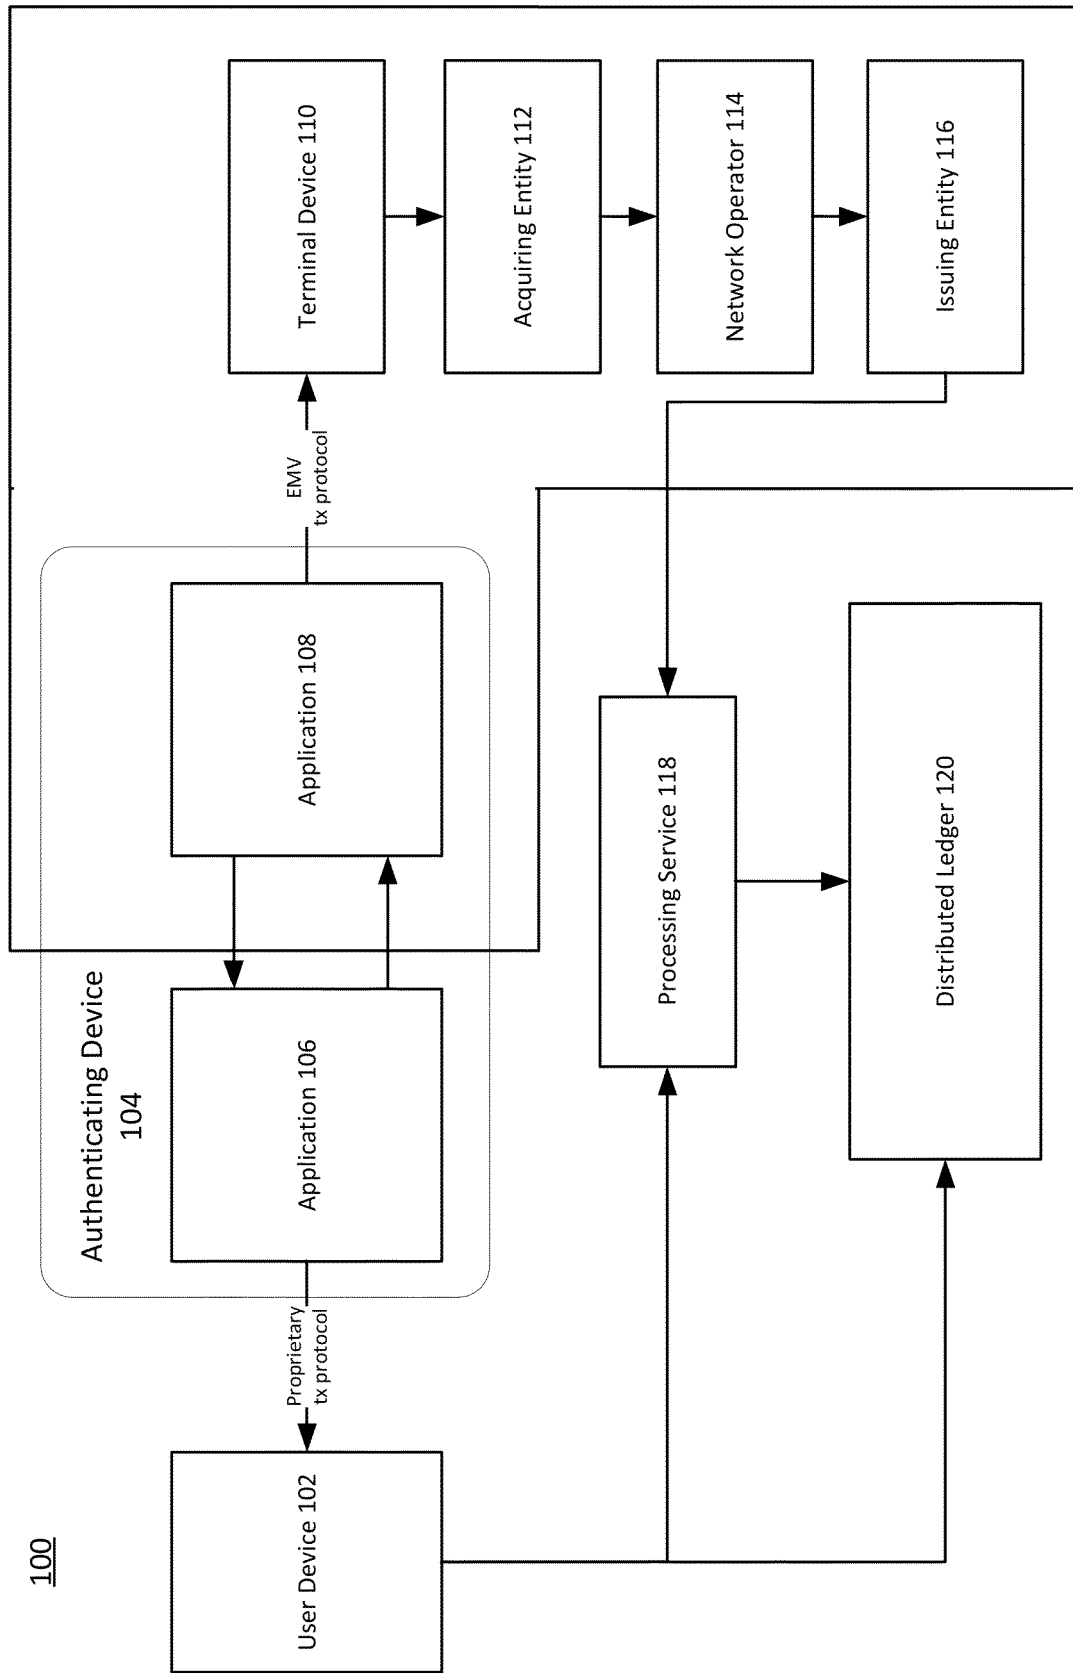 100
Authenticating Device
104
User Device 102
Proprietary
tx protocol
Application 106
Application 108
EMV
tx protocol
Terminal Device 110
Acquiring Entity 112
Network Operator 114
Issuing Entity 116
Processing Service 118
Distributed Ledger 120